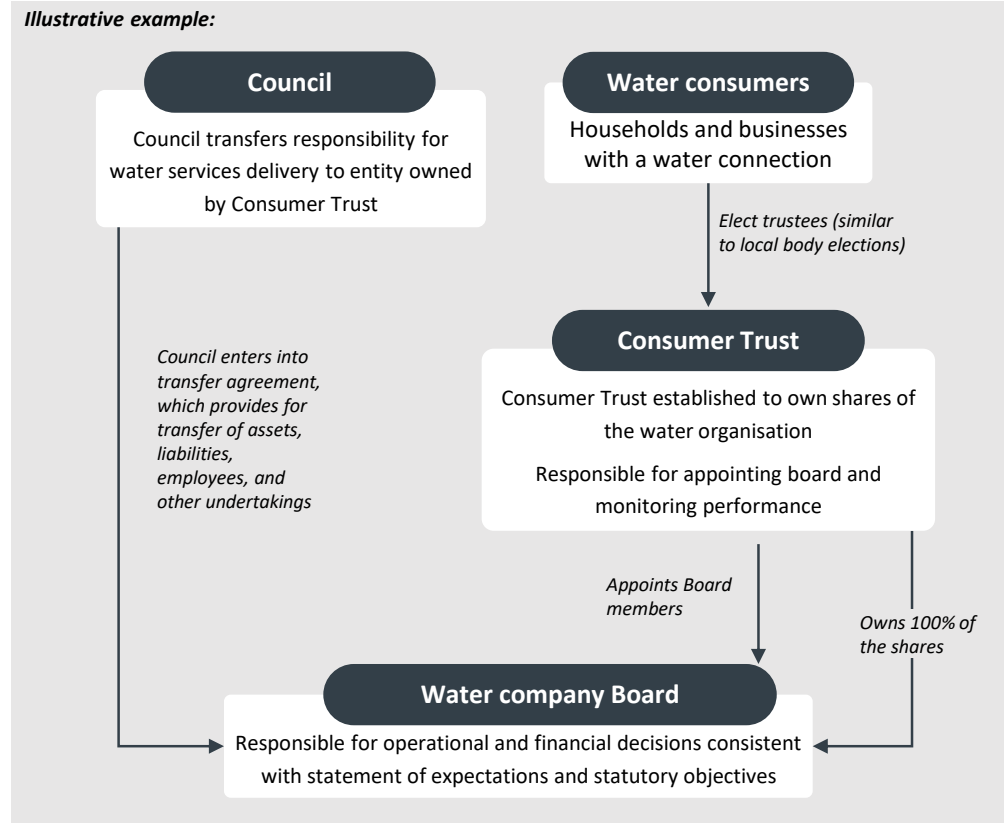 Illustrative example:
Council
Council transfers responsibility for
water services delivery to entity owned
by Consumer Trust
Water consumers
Households and businesses
with a water connection
Elect trustees (similar
to local body elections)
Consumer Trust
Consumer Trust established to own shares of
the water organisation
Responsible for appointing board and
monitoring performance
Council enters into
transfer agreement,
which provides for
transfer of assets,
liabilities,
employees, and
other undertakings
Appoints Board
members
Owns 100% of
the shares
Water company Board
Responsible for operational and financial decisions consistent
with statement of expectations and statutory objectives